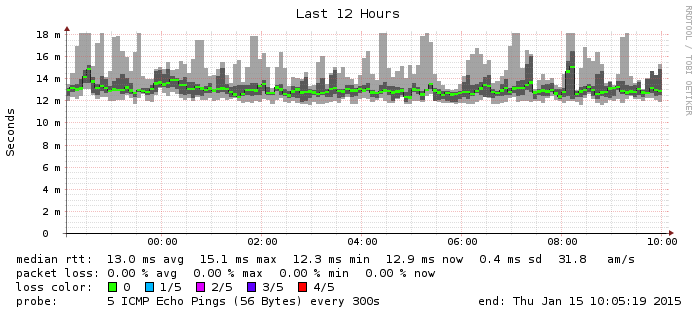 Last 12 Hours
RRDTOOL / TOBI OETIKER
Seconds
18 m
16 m
14 m
12 m
10 m
8 m
6 m
4 m
2 m
0
00:00 02:00 04:00 06:00 08:00 10:00
median rtt: 13.0 ms avg 15.1 ms max 12.3 ms min 12.9 ms now 0.4 ms sd 31.8 am/s
packet loss: 0.00 % avg 0.00 % max 0.00 % min 0.00 % now
loss color: 0 1/5 2/5 3/5 4/5
probe: 5 ICMP Echo Pings (56 Bytes) every 300s end: Thu Jan 15 10:05:19 2015